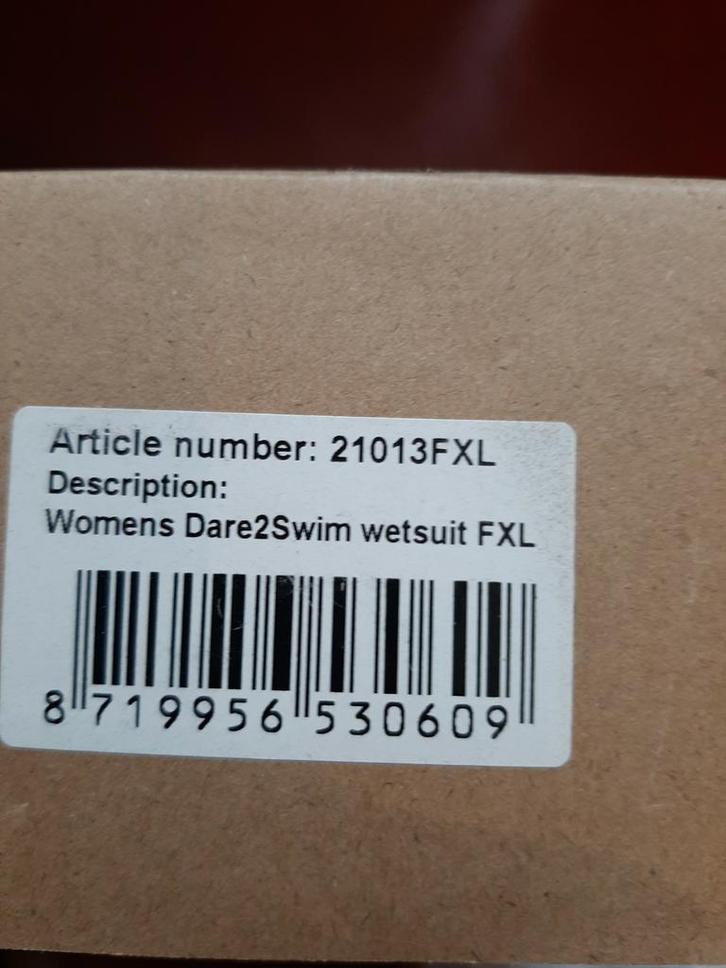 Article number: 21013FXL
Description:
Womens Dare2Swim wetsuit FXL
8 719956 530609